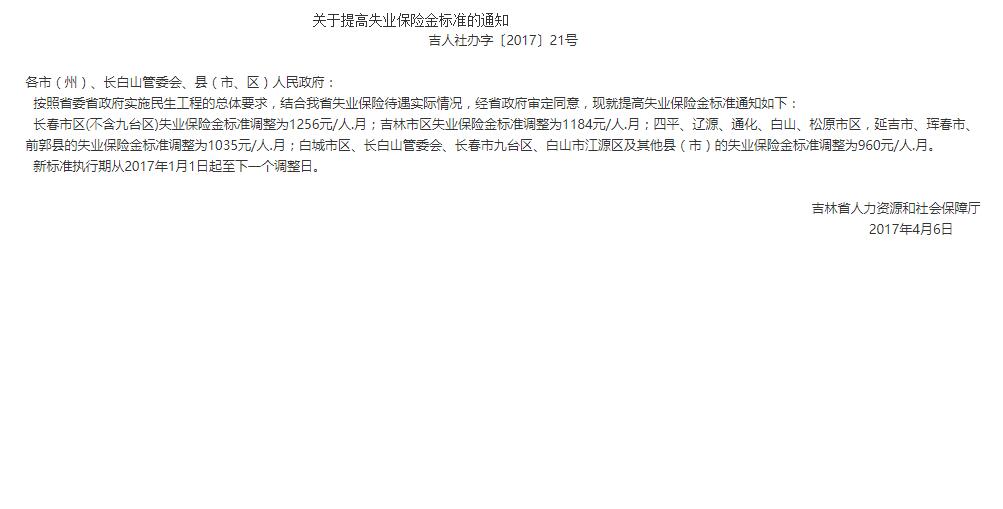 关于提高失业保险金标准的通知
吉人社办字〔2017〕21号
各市（州）、长白山管委会、县（市、区）人民政府：
按照省委省政府实施民生工程的总体要求，结合我省失业保险待遇实际情况，经省政府审定同意，现就提高失业保险金标准通知如下：
长春市区(不含九台区)失业保险金标准调整为1256元/人.月；吉林市区失业保险金标准调整为1184元/人.月；四平、辽源、通化、白山、松原市区，延吉市、珲春市、
前郭县的失业保险金标准调整为1035元/人.月；白城市区、长白山管委会、长春市九台区、白山市江源区及其他县（市）的失业保险金标准调整为960元/人.月。
新标准执行期从2017年1月1日起至下一个调整日。
吉林省人力资源和社会保障厅
2017年4月6日